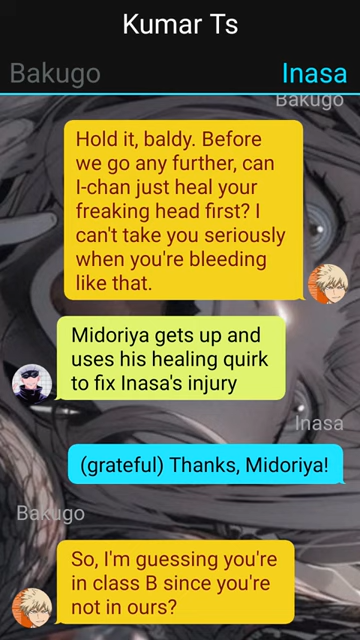 Kumar Ts
Bakugo
Inasa
Bakugo
Hold it, baldy. Before
we go any further, can
I-chan just heal your
freaking head first? I
can't take you seriously
when you're bleeding
like that.
Midoriya gets up and
uses his healing quirk
to fix Inasa's injury
Inasa
(grateful) Thanks, Midoriya!
Bakugo
So, I'm guessing you're
in class B since you're
not in ours?